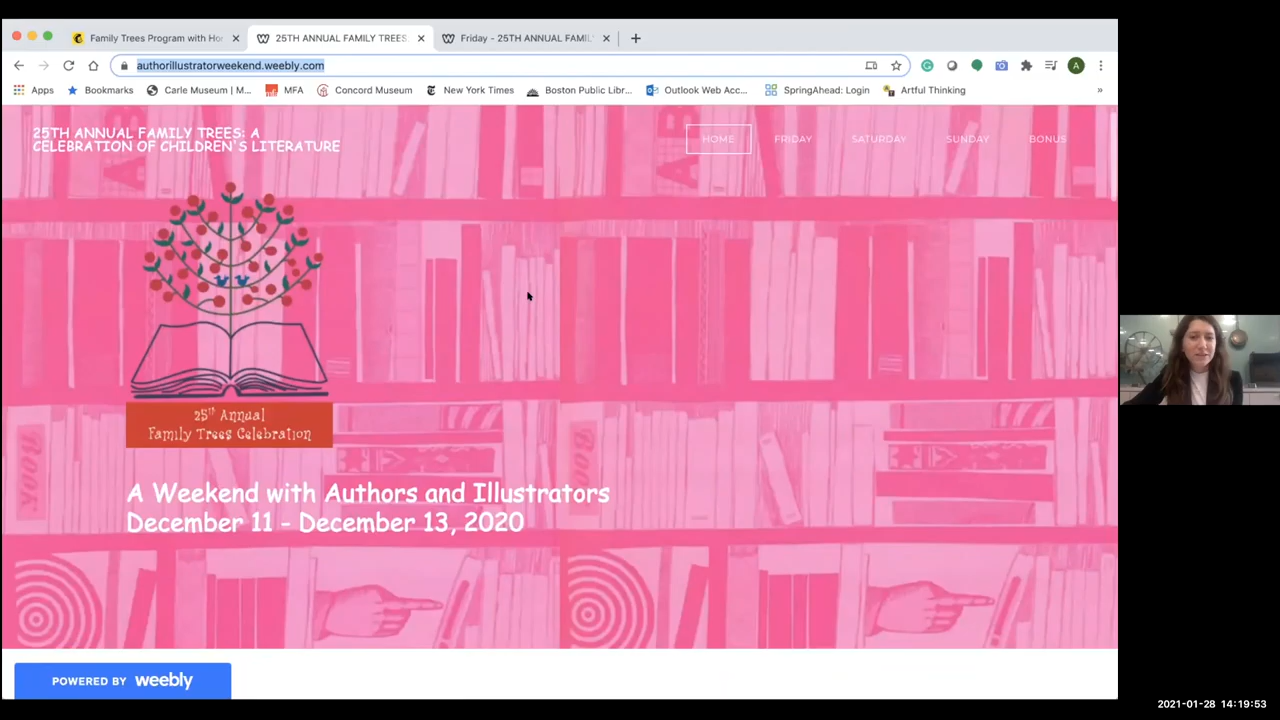 Family Trees Program with Ho
25TH ANNUAL FAMILY TREES
Friday - 25TH ANNUAL FAMIL
authorillustratorweekend.weebly.com
A
Apps
Bookmarks
Carle Museum | M...
MFA
Concord Museum
New York Times
Boston Public Libr...
Outlook Web Acc...
SpringAhead: Login
Artful Thinking
»
25TH ANNUAL FAMILY TREES: A
CELEBRATION OF CHILDREN'S LITERATURE
HOME
FRIDAY
SATURDAY
SUNDAY
BONUS
25th Annual
Family Trees Celebration
A Weekend with Authors and Illustrators
December 11 - December 13, 2020
BOOK
BOOK
POWERED BY weebly
2021-01-28 14:19:53